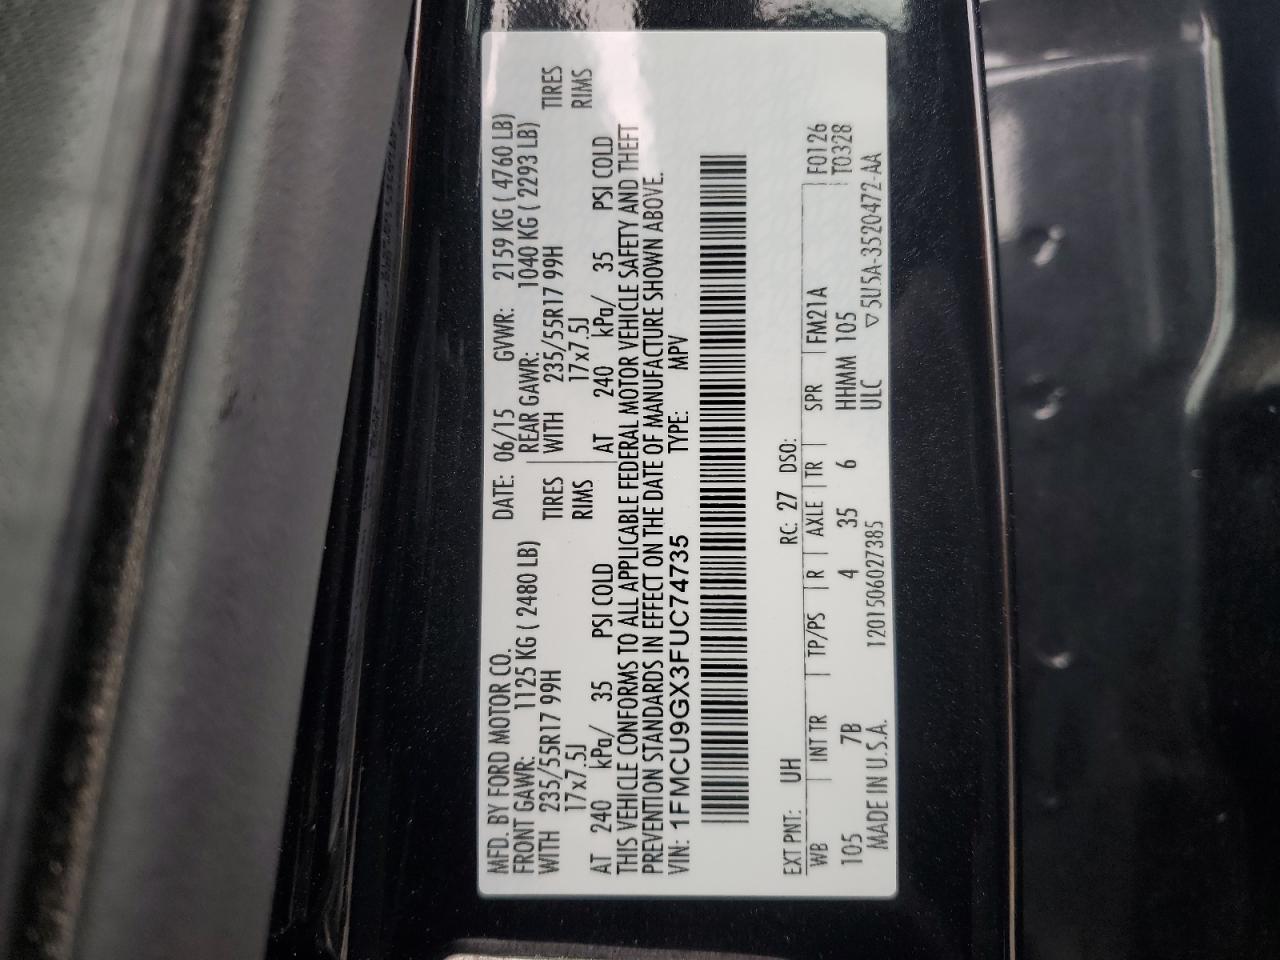 MFD. BY FORD MOTOR CO. DATE: 06/15 GVWR: 2159 KG ( 4760 LB)
FRONT GAWR: 1125 KG ( 2480 LB) REAR GAWR: 1040 KG ( 2293 LB)
WITH 235/55R17 99H TIRES WITH 235/55R17 99H TIRES
17x7.5J RIMS 17x7.5J RIMS
AT 240 kPa/ 35 PSI COLD AT 240 kPa/ 35 PSI COLD
THIS VEHICLE CONFORMS TO ALL APPLICABLE FEDERAL MOTOR VEHICLE SAFETY AND THEFT
PREVENTION STANDARDS IN EFFECT ON THE DATE OF MANUFACTURE SHOWN ABOVE.
VIN: 1FMCU9GX3FUC74735 TYPE: MPV
EXT PNT: UH RC: 27 DSO:
WB INT TR TP/PS R AXLE TR SPR FM21A F0126
105 7B 4 35 6 HHMM 105 T0328
MADE IN U.S.A. 1201506027385 ULC ▽5U5A-3520472-AA